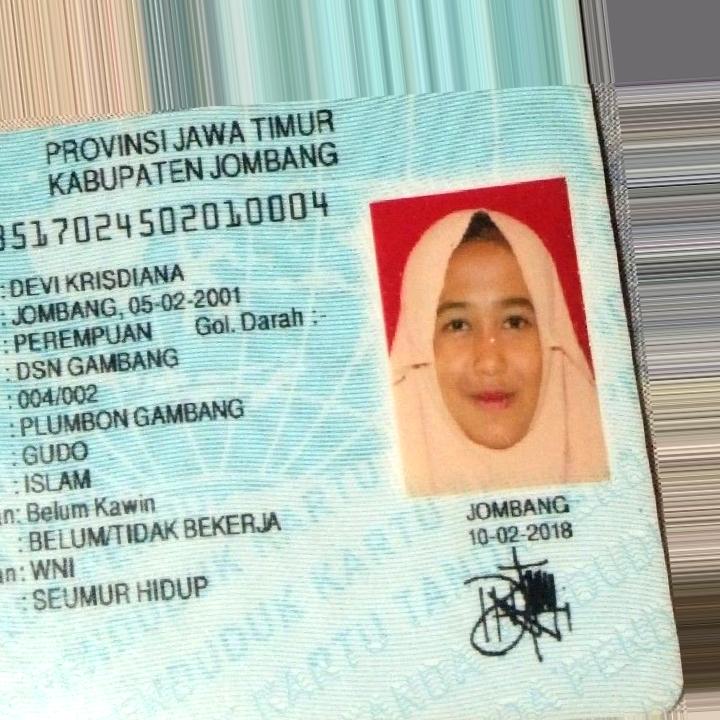 PROVINSI JAWA TIMUR
KABUPATEN JOMBANG
3517024502010004
: DEVI KRISDIANA
: JOMBANG, 05-02-2001
: PEREMPUAN Gol. Darah :-
: DSN GAMBANG
: 004/002
: PLUMBON GAMBANG
: GUDO
: ISLAM
an: Belum Kawin
: BELUM/TIDAK BEKERJA
an: WNI
: SEUMUR HIDUP
JOMBANG
10-02-2018